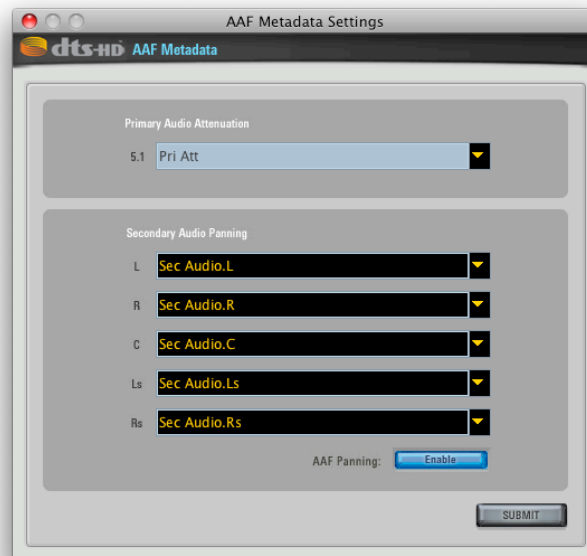 AAF Metadata Settings
dts-HD AAF Metadata
Primary Audio Attenuation
5.1 Pri Att
Secondary Audio Panning
L Sec Audio.L
R Sec Audio.R
C Sec Audio.C
Ls Sec Audio.Ls
Rs Sec Audio.Rs
AAF Panning: Enable
SUBMIT